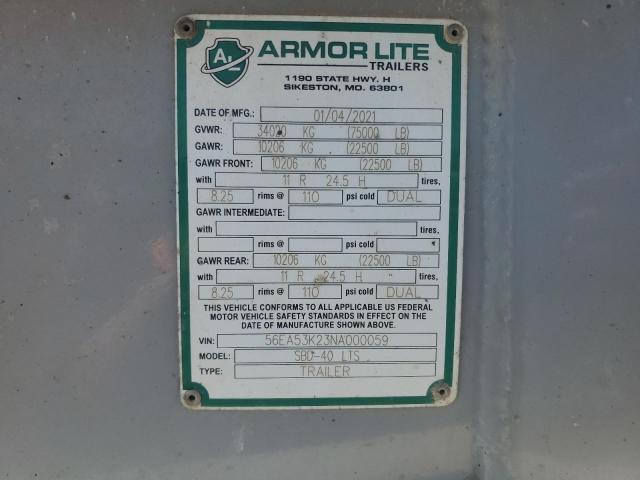 AL ARMOR LITE
TRAILERS
1190 STATE HWY. H
SIKESTON, MO. 63801
DATE OF MFG.: 01/04/2021
GVWR: 34020 KG (75000 LB)
GAWR: 10206 KG (22500 LB)
GAWR FRONT: 10206 KG (22500 LB)
with 11 R 24.5 H tires,
8.25 rims @ 110 psi cold DUAL
GAWR INTERMEDIATE:
with tires,
rims @ psi cold
GAWR REAR: 10206 KG (22500 LB)
with 11 R 24.5 H tires,
8.25 rims @ 110 psi cold DUAL
THIS VEHICLE CONFORMS TO ALL APPLICABLE US FEDERAL
MOTOR VEHICLE SAFETY STANDARDS IN EFFECT ON THE
DATE OF MANUFACTURE SHOWN ABOVE.
VIN: 56EA53K23NA000059
MODEL: SBD-40 LTS
TYPE: TRAILER